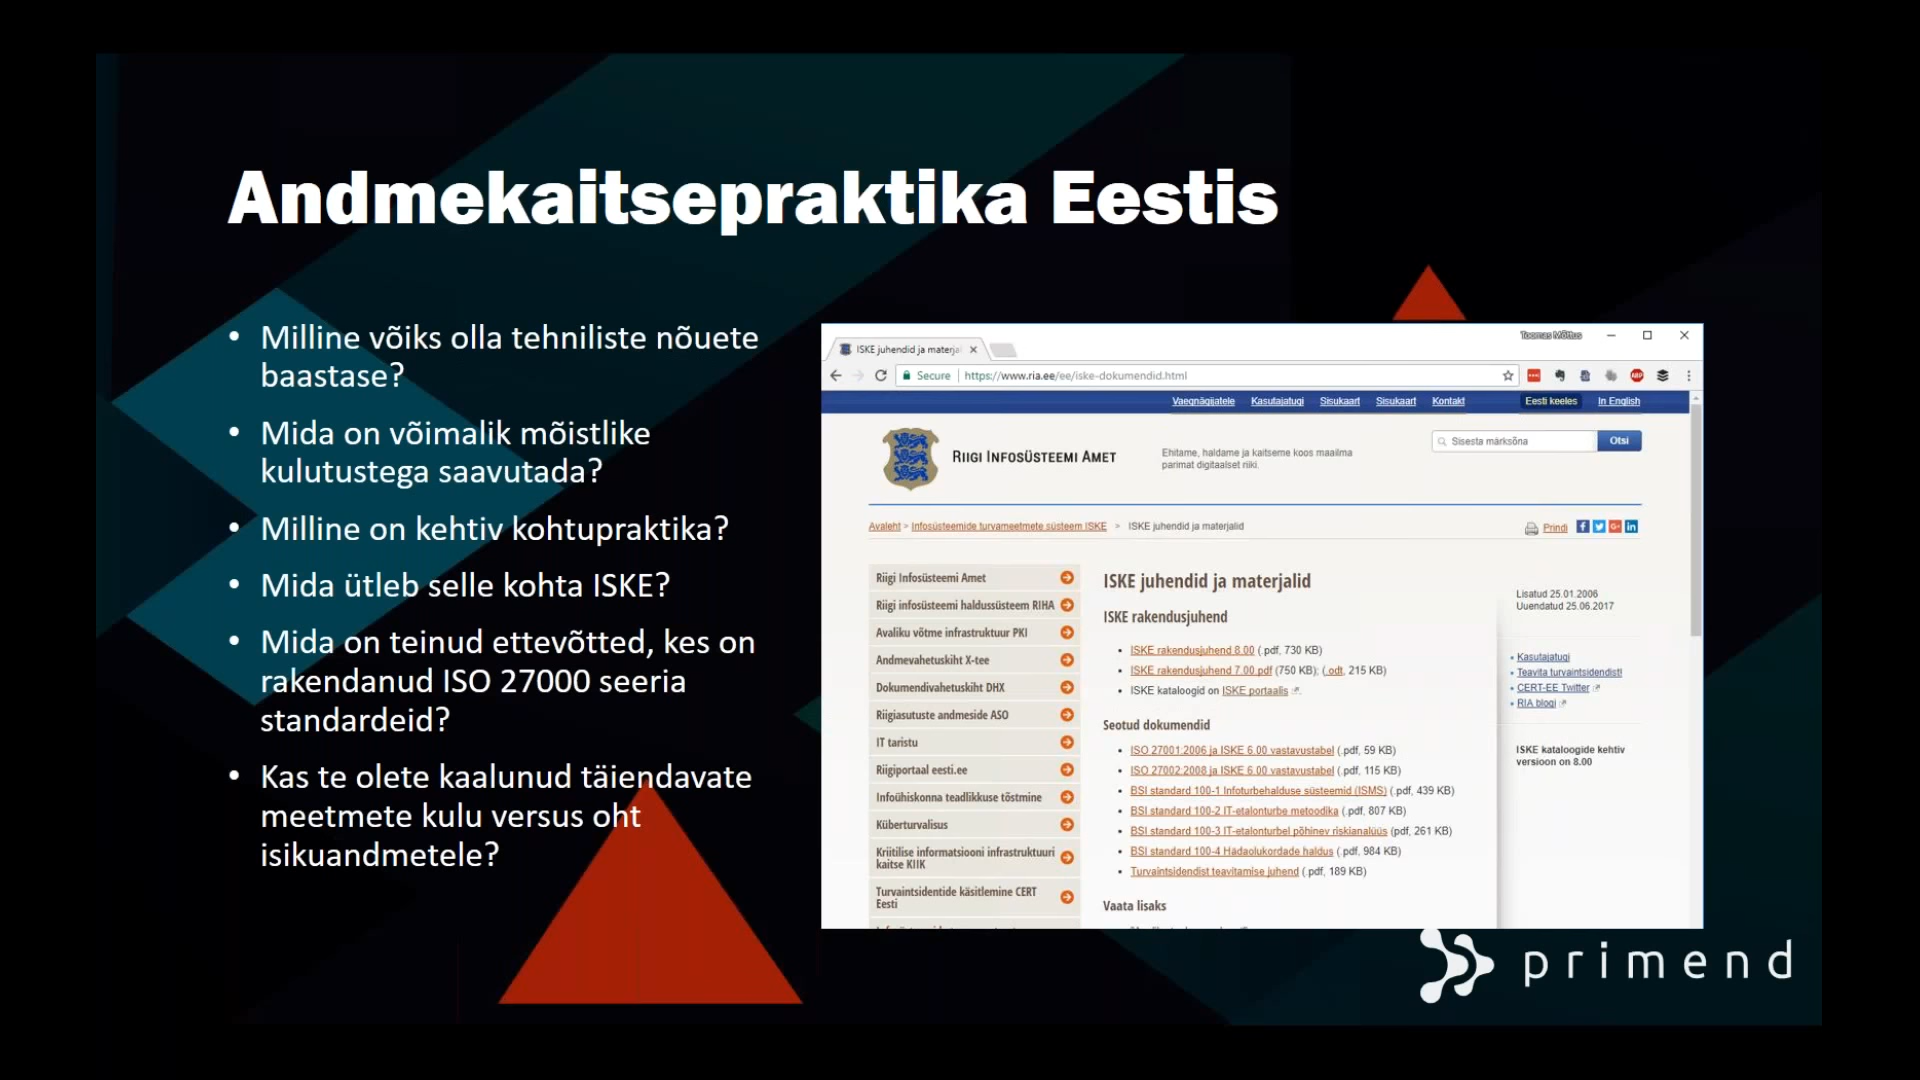 Andmekaitsepraktika Eestis
• Milline võiks olla tehniliste nõuete
baastase?
• Mida on võimalik mõistlike
kulutustega saavutada?
• Milline on kehtiv kohtupraktika?
• Mida ütleb selle kohta ISKE?
• Mida on teinud ettevõtted, kes on
rakendanud ISO 27000 seeria
standardeid?
• Kas te olete kaalunud täiendavate
meetmete kulu versus oht
isikuandmetele?
Toomas Mõttus
ISKE juhendid ja materja
Secure https://www.ria.ee/ee/iske-dokumendid.html
Vaegnägijatele Kasutajatugi Sisukaart Sisukaart Kontakt Eesti keeles In English
RIIGI INFOSÜSTEEMI AMET
Ehitame, haldame ja kaitseme koos maailma
parimat digitaalset riiki.
Sisesta märksõna Otsi
Avaleht > Infosüsteemide turvameetmete süsteem ISKE > ISKE juhendid ja materjalid
Prindi
Riigi Infosüsteemi Amet
Riigi infosüsteemi haldussüsteem RIHA
Avaliku võtme infrastruktuur PKI
Andmevahetuskiht X-tee
Dokumendivahetuskiht DHX
Riigiasutuste andmeside ASO
IT taristu
Riigiportaal eesti.ee
Infoühiskonna teadlikkuse tõstmine
Küberturvalisus
Kriitilise informatsiooni infrastruktuuri
kaitse KIIK
Turvaintsidentide käsitlemine CERT
Eesti
ISKE juhendid ja materjalid
ISKE rakendusjuhend
• ISKE rakendusjuhend 8.00 (.pdf, 730 KB)
• ISKE rakendusjuhend 7.00.pdf (750 KB); (.odt, 215 KB)
• ISKE kataloogid on ISKE portaalis
Seotud dokumendid
• ISO 27001:2006 ja ISKE 6.00 vastavustabel (.pdf, 59 KB)
• ISO 27002:2008 ja ISKE 6.00 vastavustabel (.pdf, 115 KB)
• BSI standard 100-1 Infoturbehalduse süsteemid (ISMS) (.pdf, 439 KB)
• BSI standard 100-2 IT-etalonturbe metoodika (.pdf, 807 KB)
• BSI standard 100-3 IT-etalonturbel põhinev riskianalüüs (pdf, 261 KB)
• BSI standard 100-4 Hädaolukordade haldus (.pdf, 984 KB)
• Turvaintsidendist teavitamise juhend (.pdf, 189 KB)
Vaata lisaks
Lisatud 25.01.2006
Uuendatud 25.06.2017
• Kasutajatugi
• Teavita turvaintsidendist!
• CERT-EE Twitter
• RIA blogi
ISKE kataloogide kehtiv
versioon on 8.00
primend